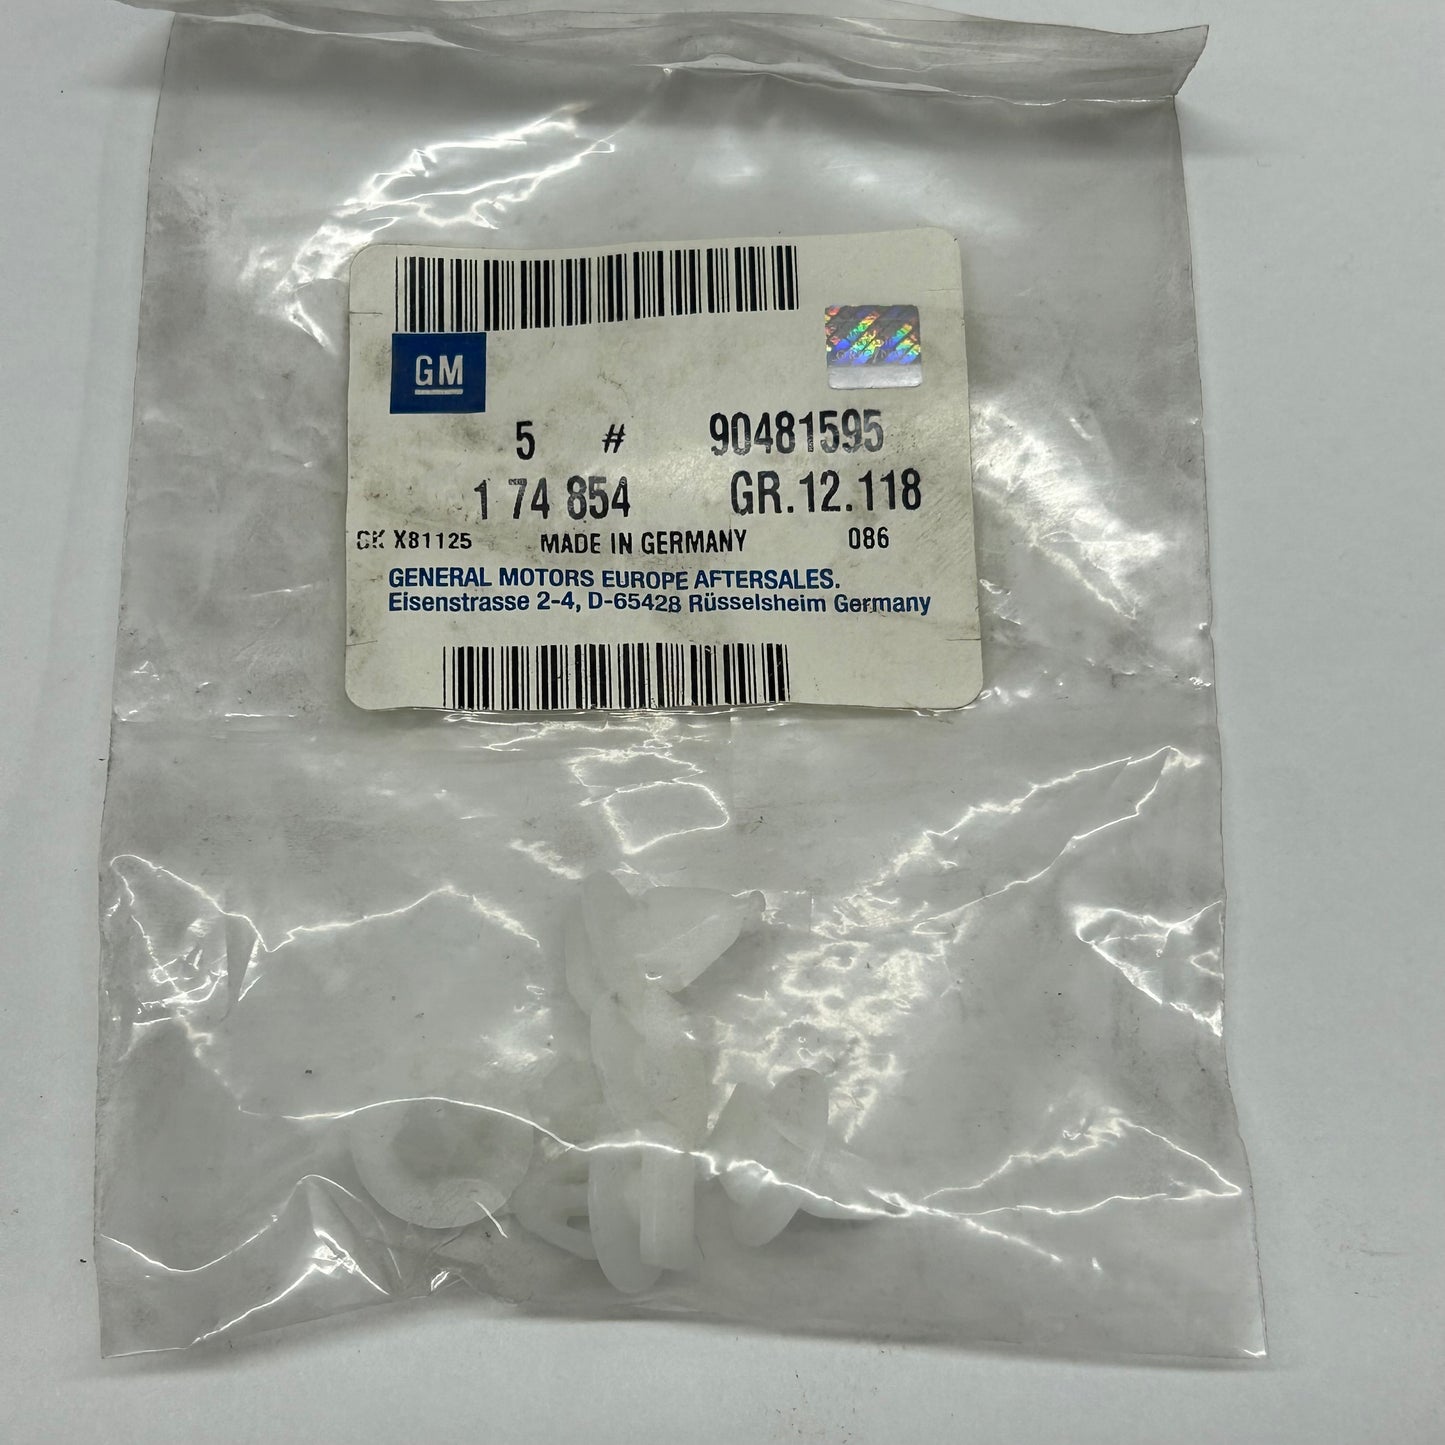 GM
5 # 90481595
1 74 854 GR.12.118
GK X81125 MADE IN GERMANY 086
GENERAL MOTORS EUROPE AFTERSALES.
Eisenstrasse 2-4, D-65428 Rüsselsheim Germany